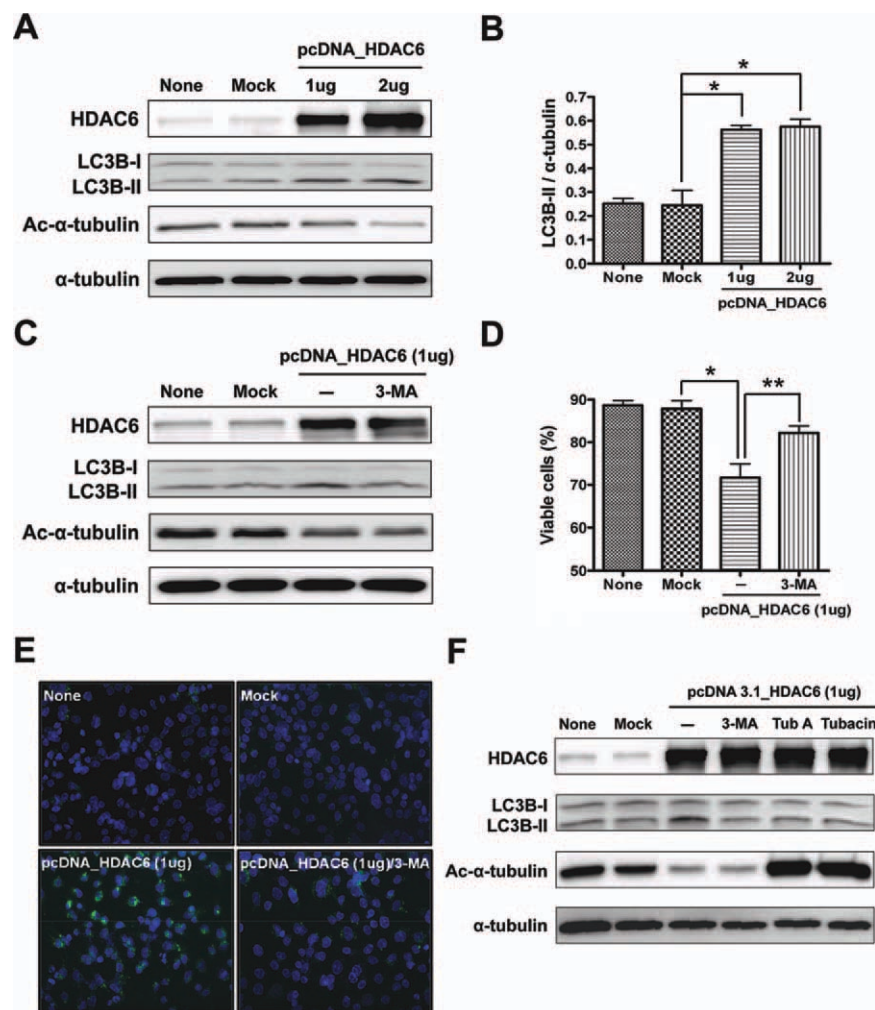 A
pcDNA_HDAC6
None Mock 1ug 2ug
HDAC6
LC3B-I
LC3B-II
Ac-α-tubulin
α-tubulin
B
* *
LC3B-II / α-tubulin
0.7
0.6
0.5
0.4
0.3
0.2
0.1
0.0
None Mock 1ug 2ug
pcDNA_HDAC6
C
pcDNA_HDAC6 (1ug)
None Mock – 3-MA
HDAC6
LC3B-I
LC3B-II
Ac-α-tubulin
α-tubulin
D
* **
Viable cells (%)
90
80
70
60
50
None Mock – 3-MA
pcDNA_HDAC6 (1ug)
E
None Mock
pcDNA_HDAC6 (1ug) pcDNA_HDAC6 (1ug)/3-MA
F
pcDNA 3.1_HDAC6 (1ug)
None Mock – 3-MA Tub A Tubacin
HDAC6
LC3B-I
LC3B-II
Ac-α-tubulin
α-tubulin